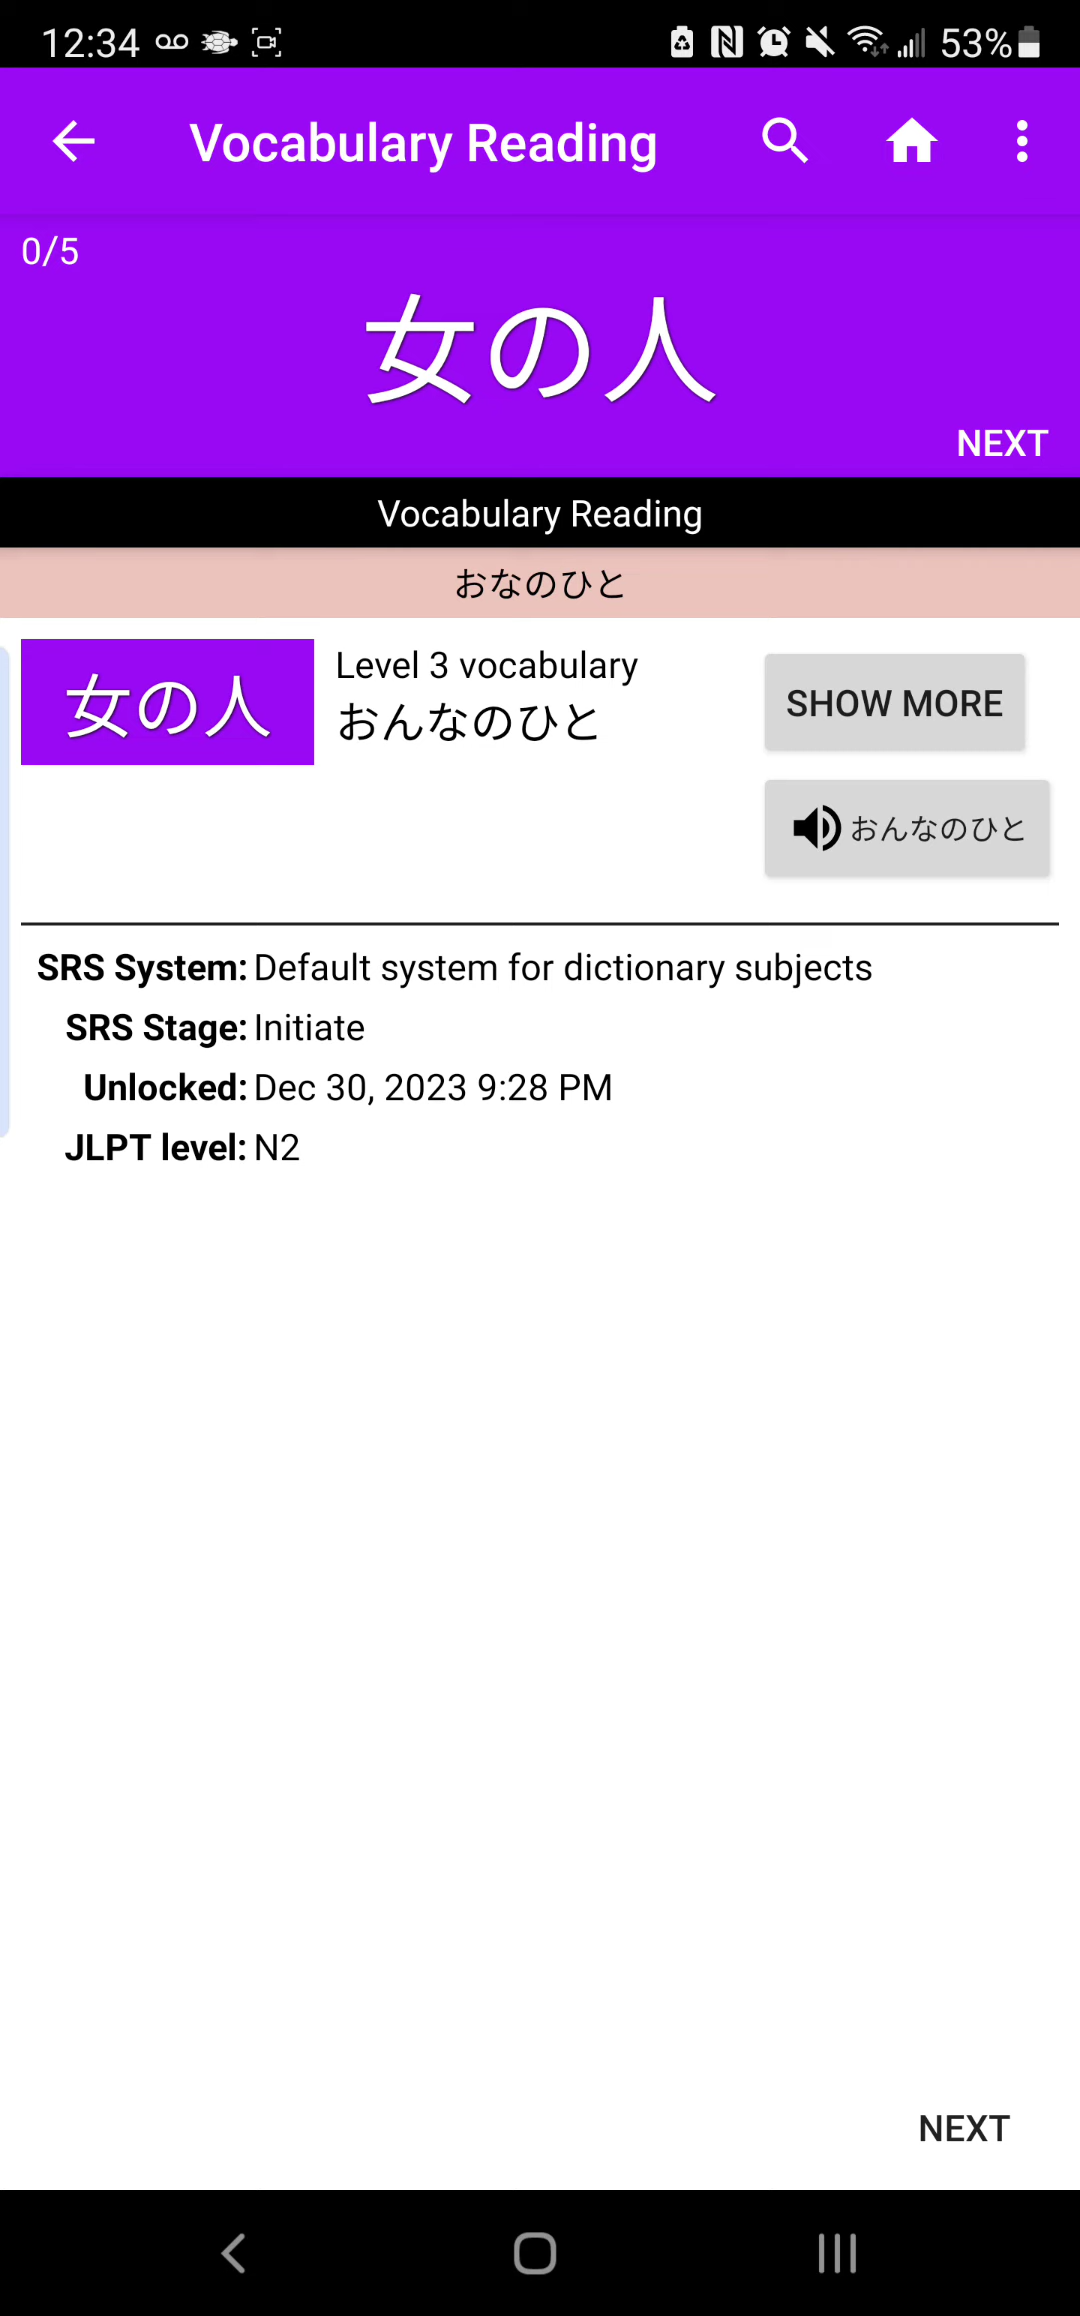 12:34 53%
Vocabulary Reading
0/5
女の人
NEXT
Vocabulary Reading
おなのひと
女の人
Level 3 vocabulary
おんなのひと
SHOW MORE
おんなのひと
SRS System: Default system for dictionary subjects
SRS Stage: Initiate
Unlocked: Dec 30, 2023 9:28 PM
JLPT level: N2
NEXT